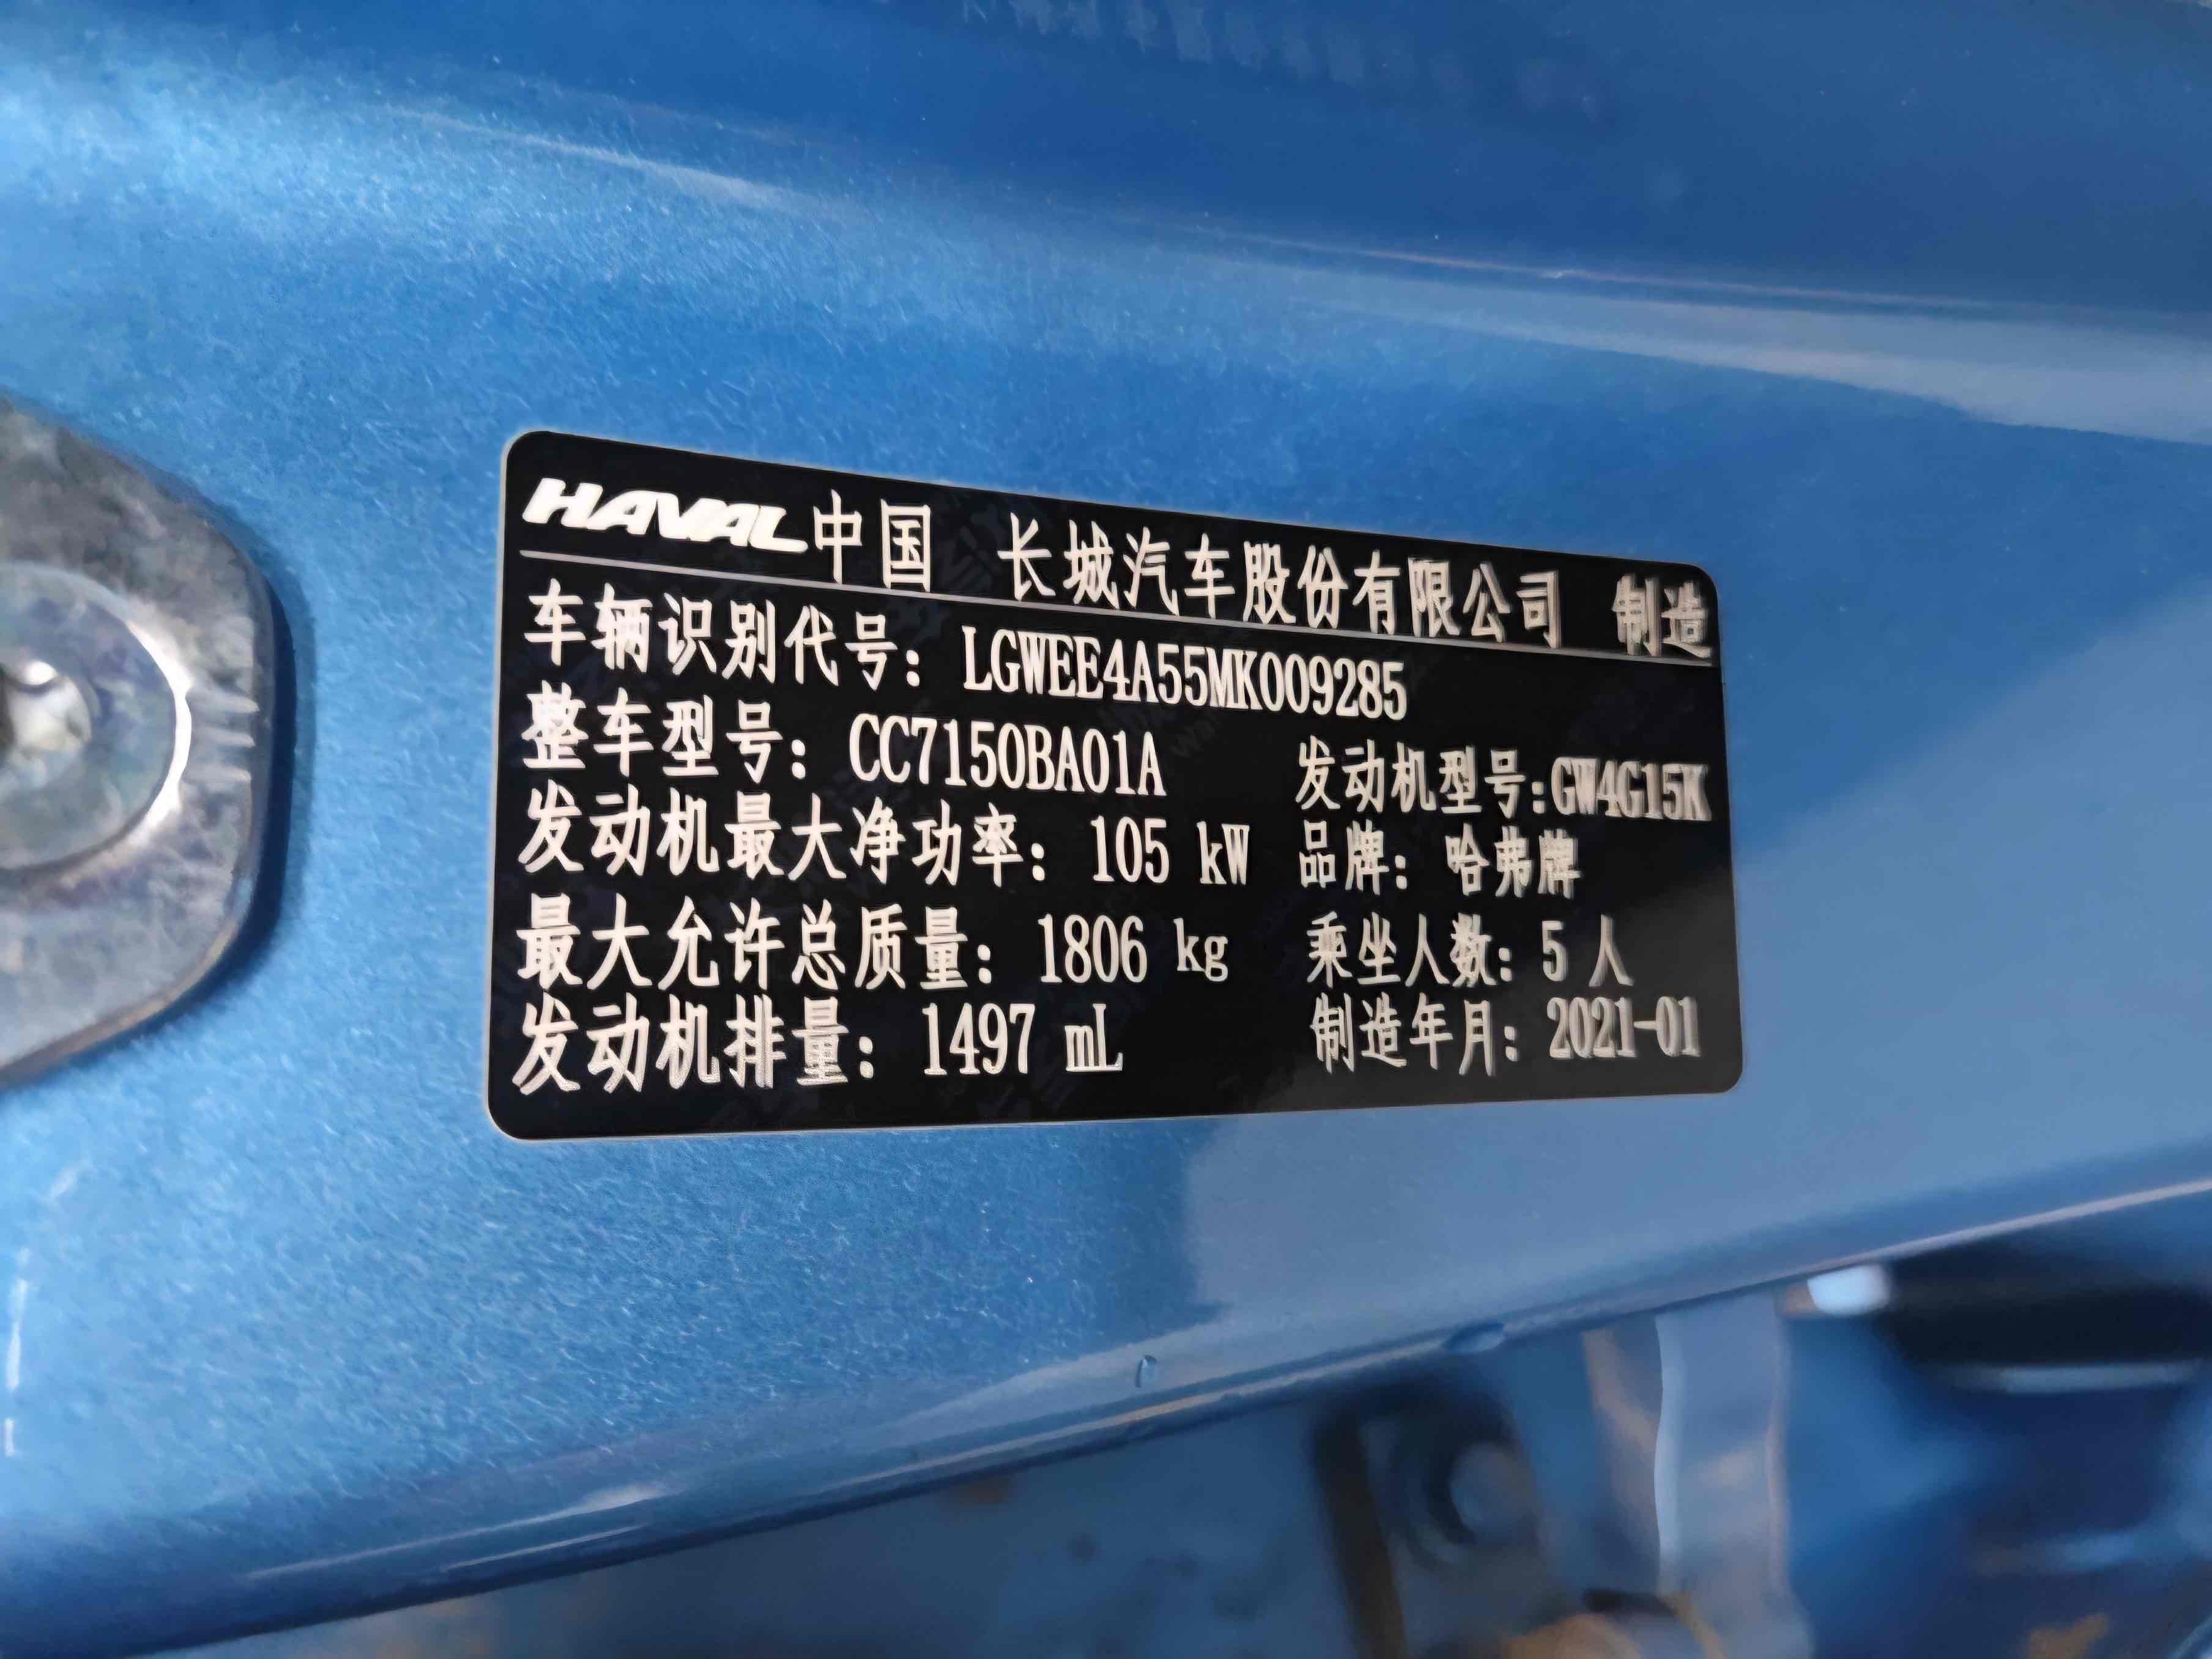 HAVAL中国 长城汽车股份有限公司 制造
车辆识别代号：LGWEE4A55MK009285
整车型号：CC7150BA01A 发动机型号:GW4G15K
发动机最大净功率：105 kW 品牌：哈弗牌
最大允许总质量：1806 kg 乘坐人数：5 人
发动机排量：1497 mL 制造年月：2021-01